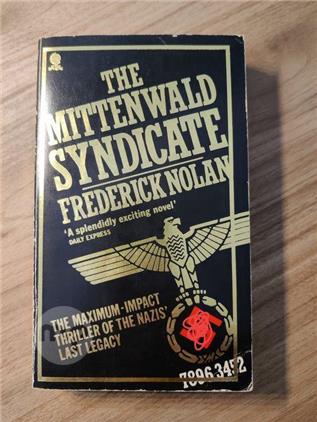 THE
MITTENWALD
SYNDICATE
FREDERICK NOLAN
'A splendidly exciting novel'
DAILY EXPRESS
THE MAXIMUM-IMPACT
THRILLER OF THE NAZIS'
LAST LEGACY
7896 3452